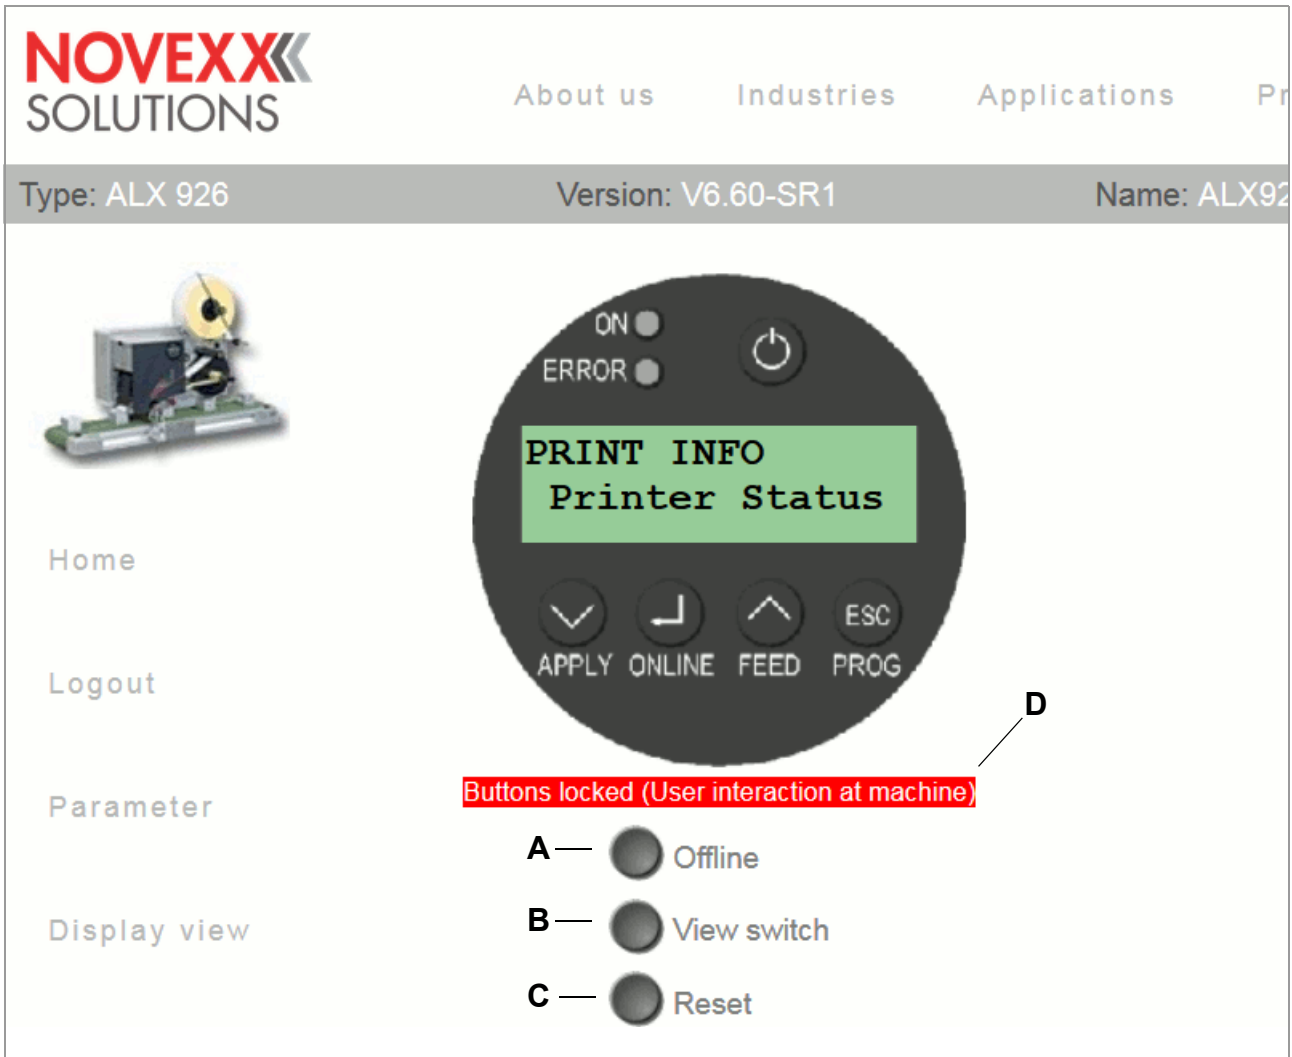 NOVEXX
SOLUTIONS
About us Industries Applications Pr
Type: ALX 926 Version: V6.60-SR1 Name: ALX92
ON
ERROR
PRINT INFO
Printer Status
ESC
APPLY ONLINE FEED PROG
D
Buttons locked (User interaction at machine)
A Offline
B View switch
C Reset
Home
Logout
Parameter
Display view